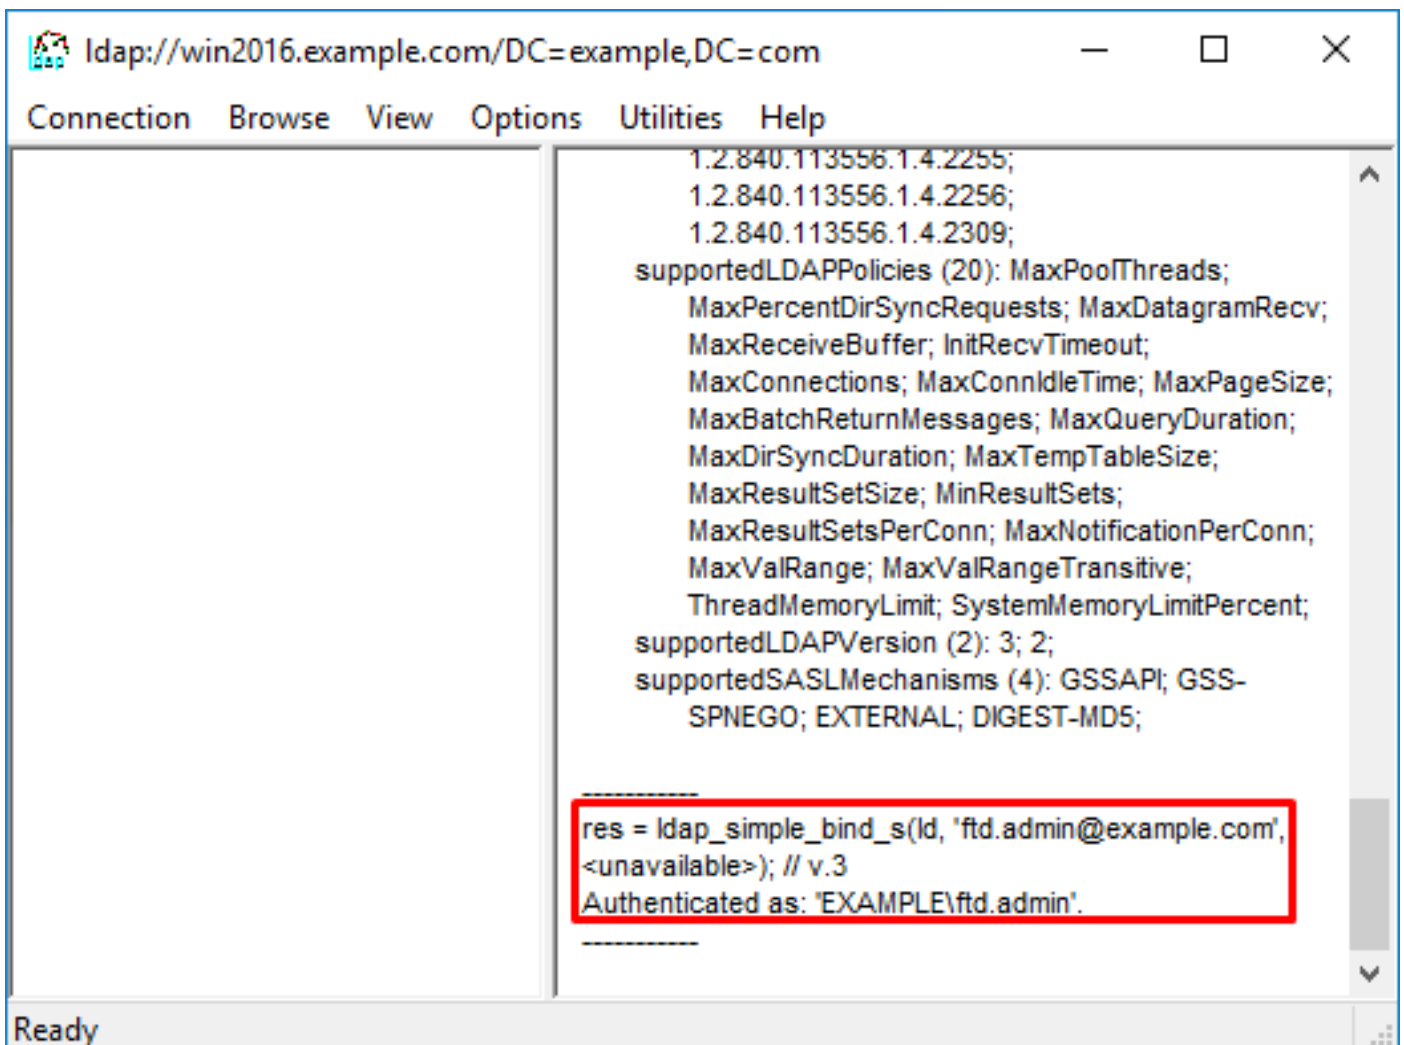 ldap://win2016.example.com/DC=example,DC=com
Connection Browse View Options Utilities Help
1.2.840.113556.1.4.2255;
1.2.840.113556.1.4.2256;
1.2.840.113556.1.4.2309;
supportedLDAPPolicies (20): MaxPoolThreads;
MaxPercentDirSyncRequests; MaxDatagramRecv;
MaxReceiveBuffer; InitRecvTimeout;
MaxConnections; MaxConnIdleTime; MaxPageSize;
MaxBatchReturnMessages; MaxQueryDuration;
MaxDirSyncDuration; MaxTempTableSize;
MaxResultSetSize; MinResultSets;
MaxResultSetsPerConn; MaxNotificationPerConn;
MaxValRange; MaxValRangeTransitive;
ThreadMemoryLimit; SystemMemoryLimitPercent;
supportedLDAPVersion (2): 3; 2;
supportedSASLMechanisms (4): GSSAPI; GSS-
SPNEGO; EXTERNAL; DIGEST-MD5;
-----------
res = ldap_simple_bind_s(ld, 'ftd.admin@example.com',
<unavailable>); // v.3
Authenticated as: 'EXAMPLE\ftd.admin'.
-----------
Ready